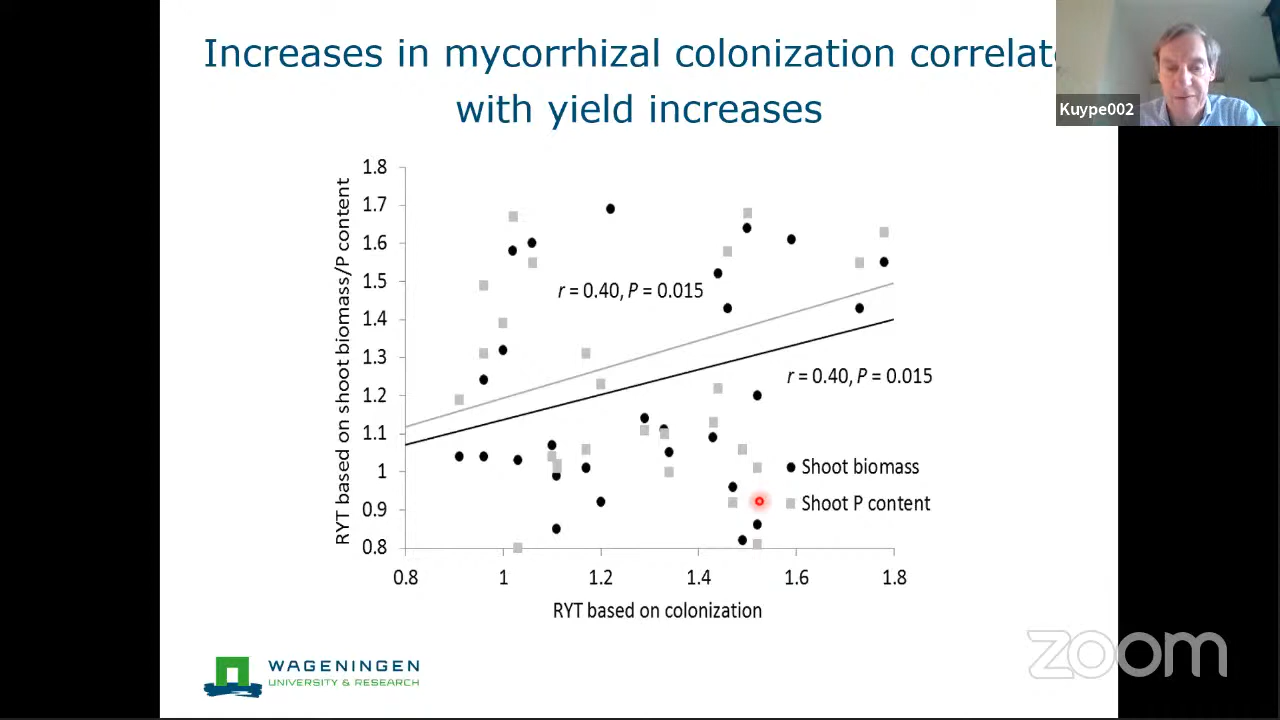 Increases in mycorrhizal colonization correlate
with yield increases
Kuype002
RYT based on shoot biomass/P content
1.8
1.7
1.6
1.5
1.4
1.3
1.2
1.1
1
0.9
0.8
r = 0.40, P = 0.015
r = 0.40, P = 0.015
Shoot biomass
Shoot P content
0.8 1 1.2 1.4 1.6 1.8
RYT based on colonization
WAGENINGEN
UNIVERSITY & RESEARCH
zoom